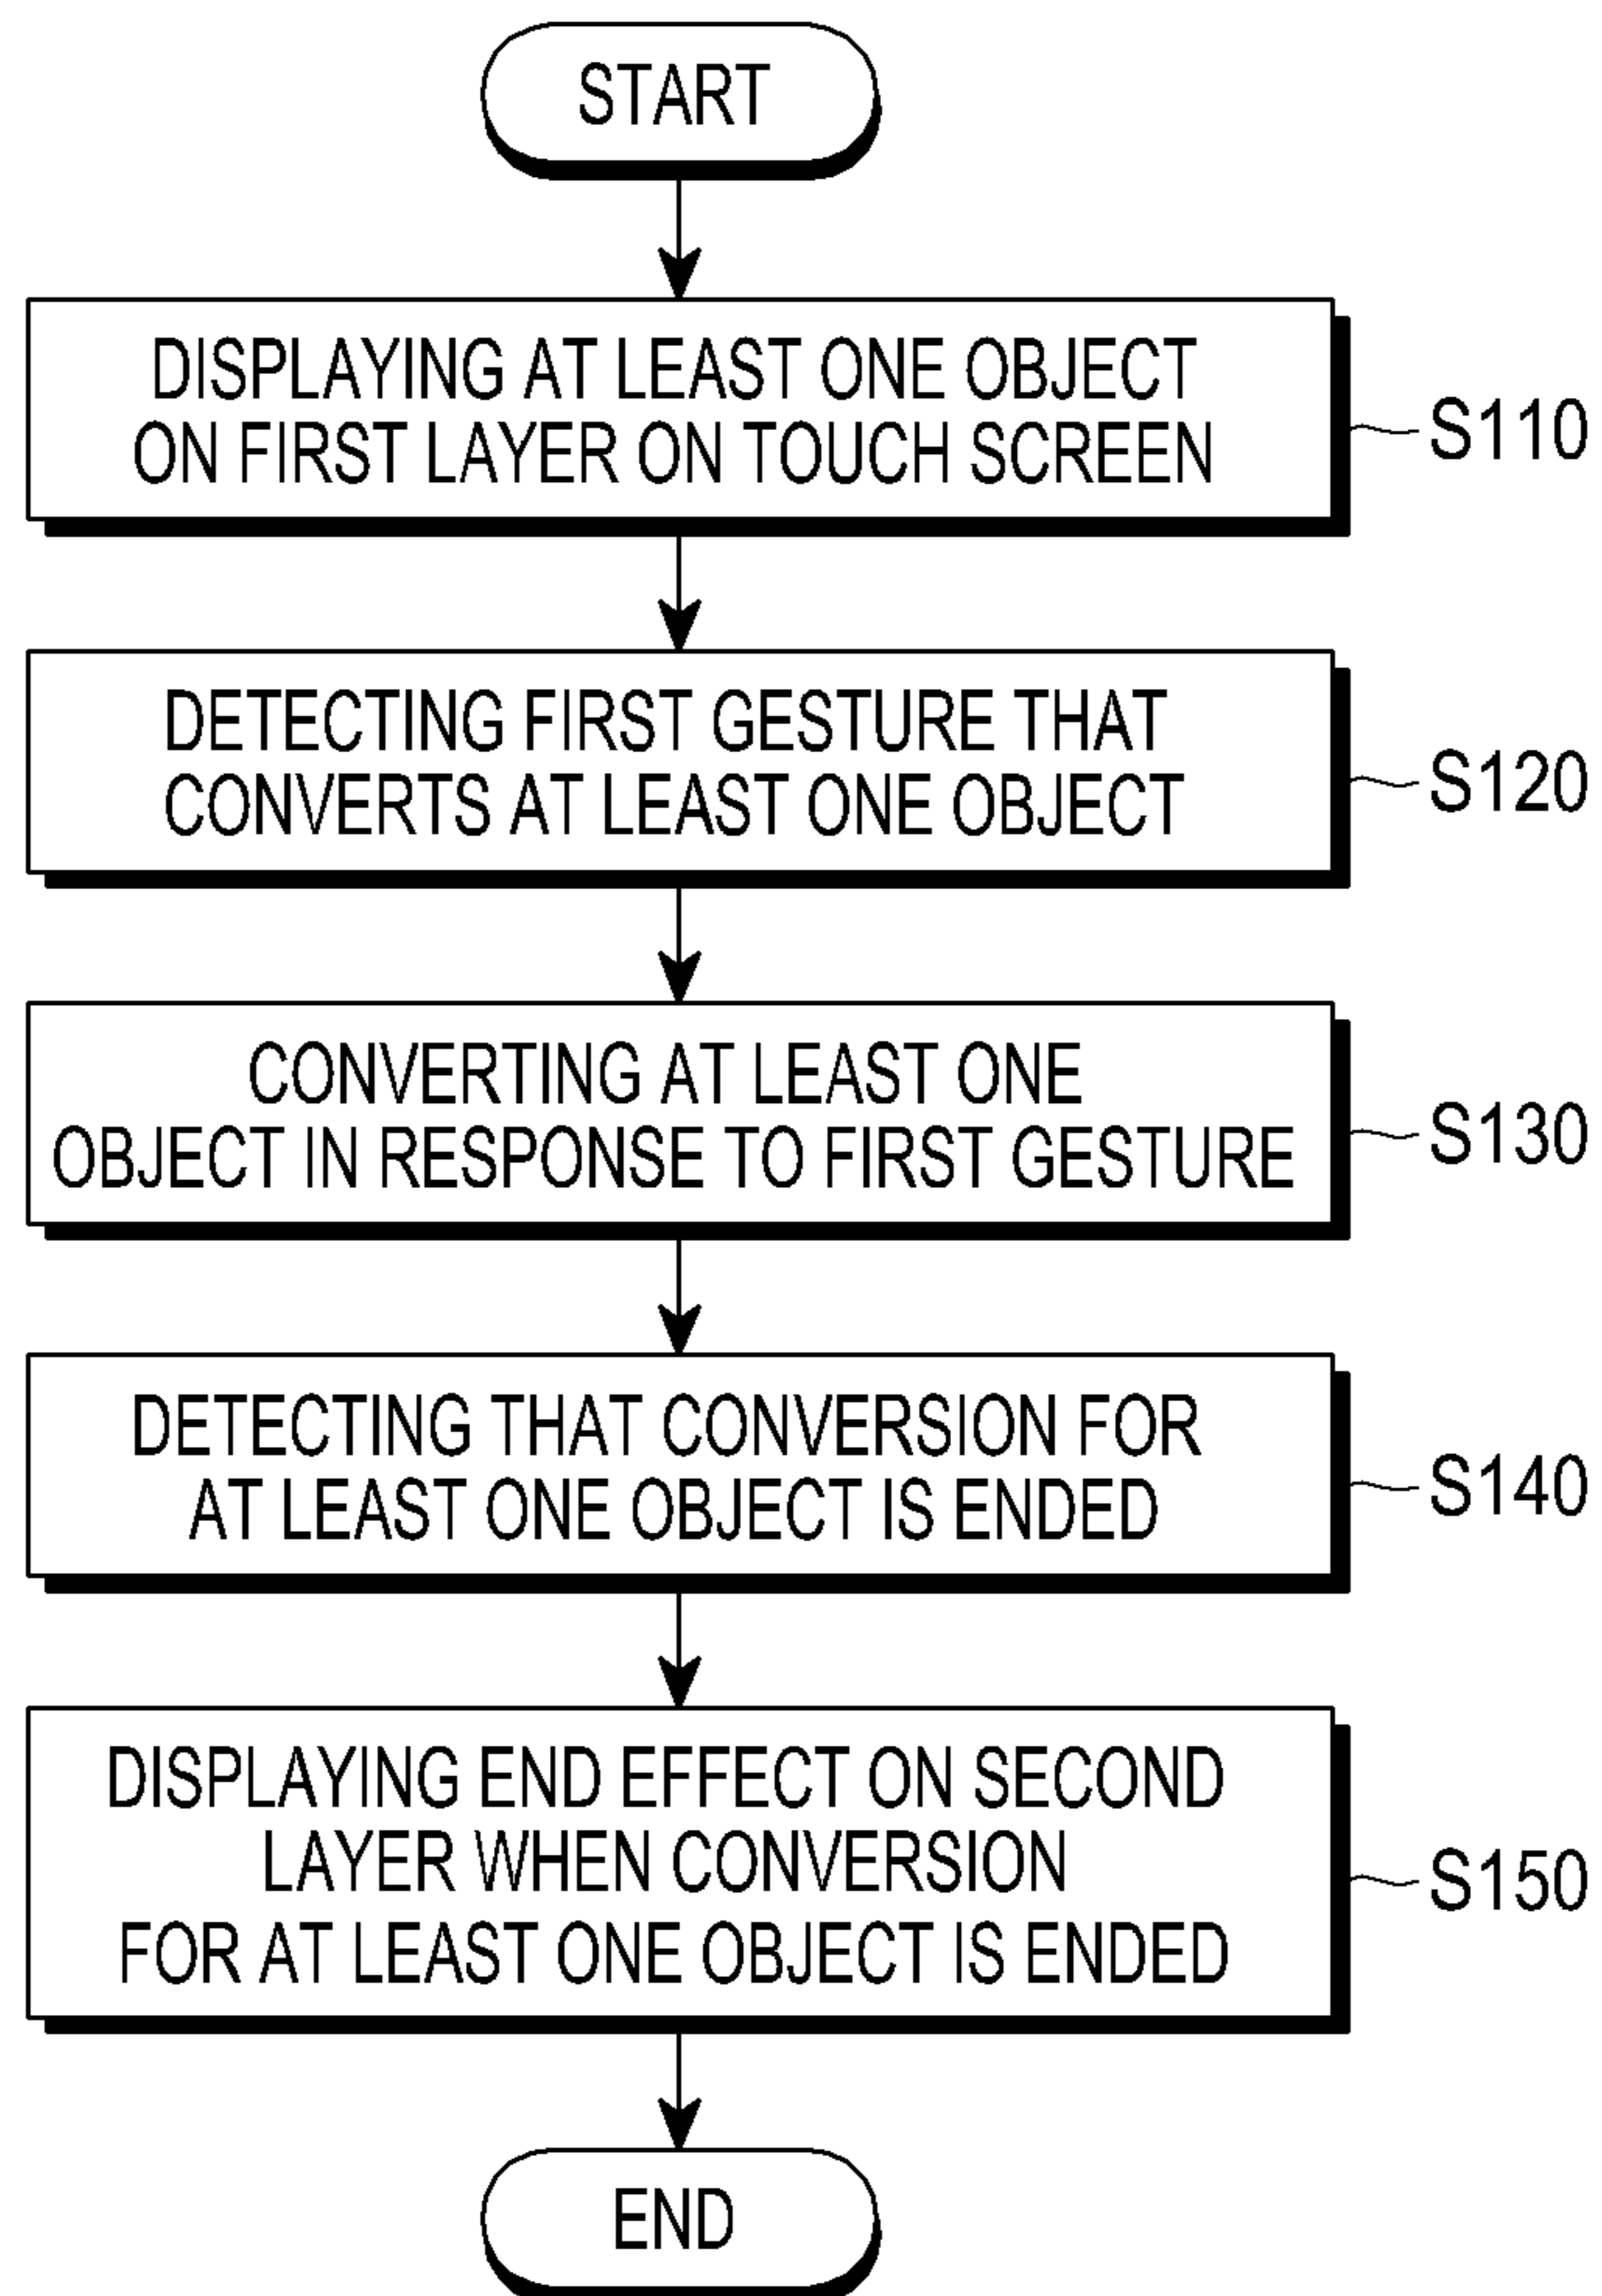 START
DISPLAYING AT LEAST ONE OBJECT
ON FIRST LAYER ON TOUCH SCREEN
S110
DETECTING FIRST GESTURE THAT
CONVERTS AT LEAST ONE OBJECT
S120
CONVERTING AT LEAST ONE
OBJECT IN RESPONSE TO FIRST GESTURE
S130
DETECTING THAT CONVERSION FOR
AT LEAST ONE OBJECT IS ENDED
S140
DISPLAYING END EFFECT ON SECOND
LAYER WHEN CONVERSION
FOR AT LEAST ONE OBJECT IS ENDED
S150
END